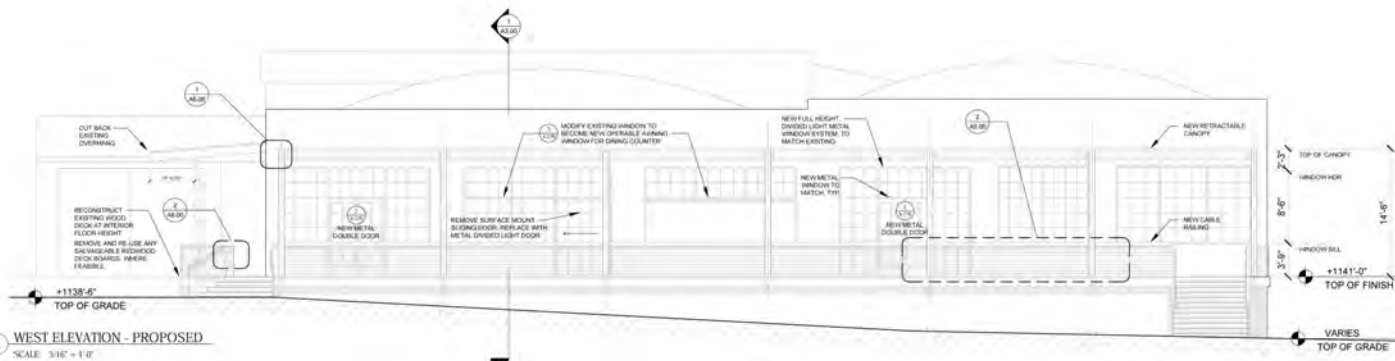 1
A3.00
1
A8.00
CUT BACK
EXISTING
OVERHANG
MODIFY EXISTING WINDOW TO
BECOME NEW OPERABLE AWNING
WINDOW FOR DINING COUNTER
NEW FULL HEIGHT,
DIVIDED LIGHT METAL
WINDOW SYSTEM, TO
MATCH EXISTING
2
A8.00
NEW RETRACTABLE
CANOPY
2'-3"
TOP OF CANOPY
WINDOW HDR
NEW METAL
WINDOW TO
MATCH, TYP.
8'-6"
14'-6"
RECONSTRUCT
EXISTING WOOD
DECK AT INTERIOR
FLOOR HEIGHT
REMOVE AND RE-USE ANY
SALVAGEABLE REDWOOD
DECK BOARDS, WHERE
FEASIBLE.
2
A8.00
NEW METAL
DOUBLE DOOR
REMOVE SURFACE MOUNT
SLIDING DOOR, REPLACE WITH
METAL DIVIDED LIGHT DOOR
NEW METAL
DOUBLE DOOR
NEW CABLE
RAILING
WINDOW SILL
3'-9"
+1141'-0"
TOP OF FINISH
+1138'-6"
TOP OF GRADE
WEST ELEVATION - PROPOSED
SCALE: 3/16" = 1'-0"
VARIES
TOP OF GRADE